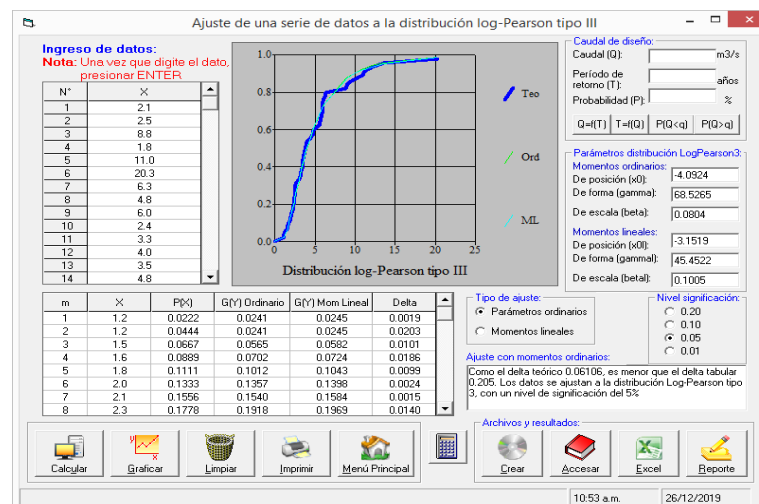 Ajuste de una serie de datos a la distribución log-Pearson tipo III
Ingreso de datos:
Nota: Una vez que digite el dato,
presionar ENTER
N° X
1 2.1
2 2.5
3 8.8
4 1.8
5 11.0
6 20.3
7 6.3
8 4.8
9 6.0
10 2.4
11 3.3
12 4.0
13 3.5
14 4.8
1.0
0.8
0.6
0.4
0.2
0.0
0 5 10 15 20 25
Distribución log-Pearson tipo III
Teo
Ord
ML
Caudal de diseño:
Caudal (Q): m3/s
Período de
retorno (T): años
Probabilidad (P): %
Q=f(T) T=f(Q) P(Q<q) P(Q>q)
Parámetros distribución LogPearson3:
Momentos ordinarios:
De posición (x0): -4.0924
De forma (gamma): 68.5265
De escala (beta): 0.0804
Momentos lineales:
De posición (x0l): -3.1519
De forma (gammal): 45.4522
De escala (betal): 0.1005
m X P(X) G(Y) Ordinario G(Y) Mom Lineal Delta
1 1.2 0.0222 0.0241 0.0245 0.0019
2 1.2 0.0444 0.0241 0.0245 0.0203
3 1.5 0.0667 0.0565 0.0582 0.0101
4 1.6 0.0889 0.0702 0.0724 0.0186
5 1.8 0.1111 0.1012 0.1043 0.0099
6 2.0 0.1333 0.1357 0.1398 0.0024
7 2.1 0.1556 0.1540 0.1584 0.0015
8 2.3 0.1778 0.1918 0.1969 0.0140
Tipo de ajuste:
Parámetros ordinarios
Momentos lineales
Nivel significación:
0.20
0.10
0.05
0.01
Ajuste con momentos ordinarios:
Como el delta teórico 0.06106, es menor que el delta tabular
0.205. Los datos se ajustan a la distribución Log-Pearson tipo
3, con un nivel de significación del 5%
Calcular Graficar Limpiar Imprimir Menú Principal
Archivos y resultados:
Crear Accesar Excel Reporte
10:53 a.m. 26/12/2019